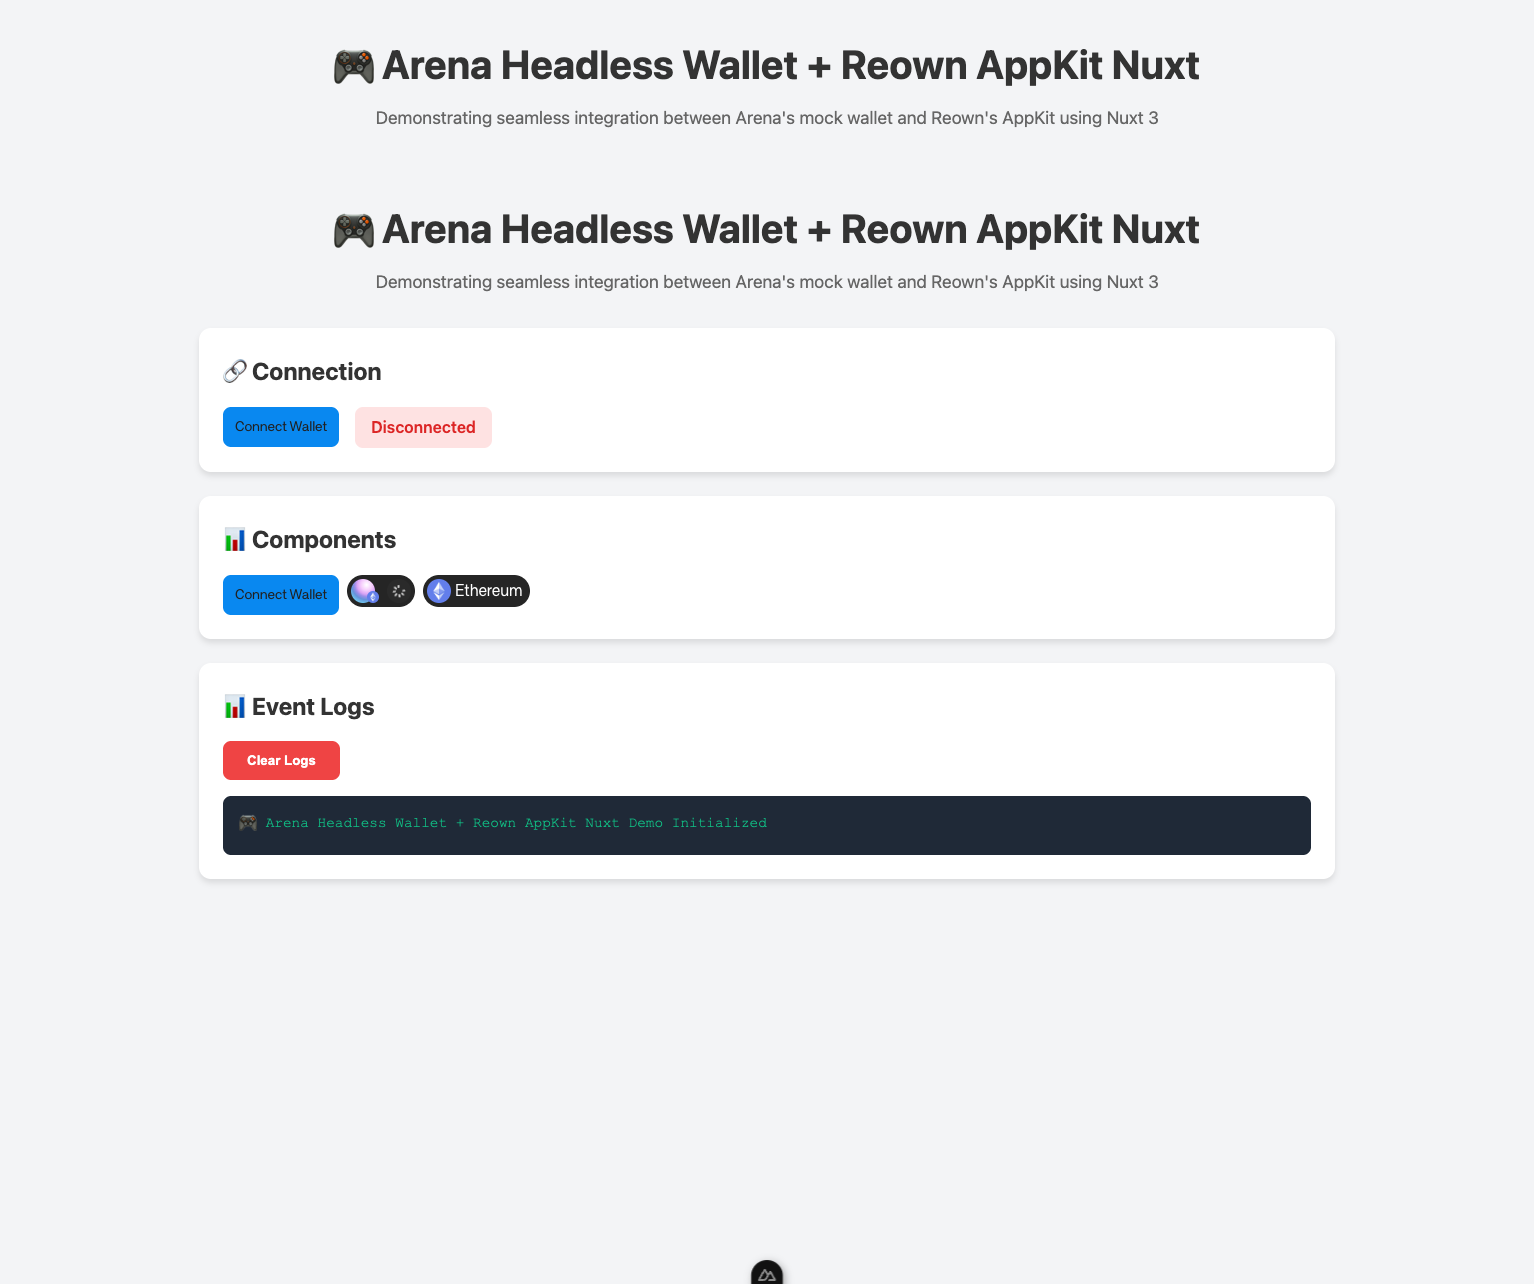 🎮 Arena Headless Wallet + Reown AppKit Nuxt
Demonstrating seamless integration between Arena's mock wallet and Reown's AppKit using Nuxt 3
🎮 Arena Headless Wallet + Reown AppKit Nuxt
Demonstrating seamless integration between Arena's mock wallet and Reown's AppKit using Nuxt 3
🔗 Connection
Connect Wallet
Disconnected
📊 Components
Connect Wallet
Ethereum
📊 Event Logs
Clear Logs
🎮 Arena Headless Wallet + Reown AppKit Nuxt Demo Initialized